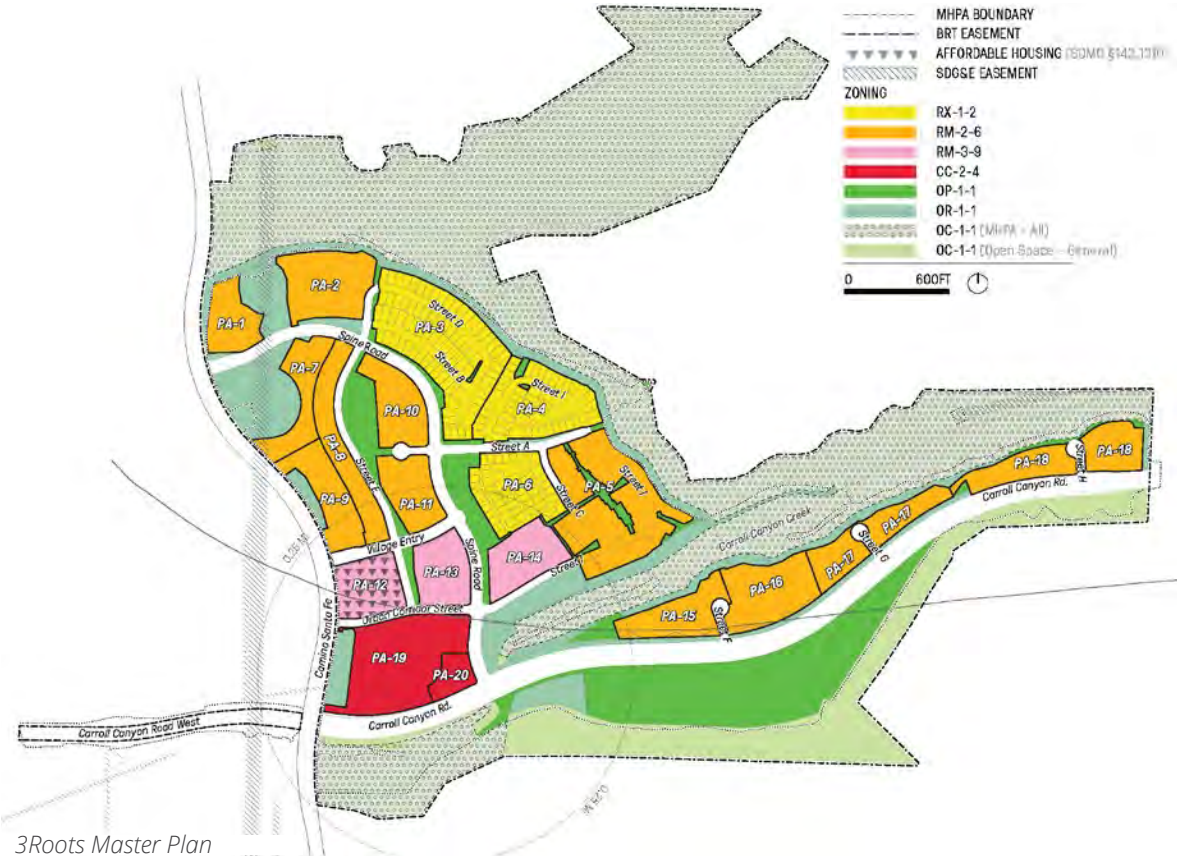 MHPA BOUNDARY
BRT EASEMENT
AFFORDABLE HOUSING
SDG&E EASEMENT
ZONING
RX-1-2
RM-2-6
RM-3-9
CC-2-4
OP-1-1
OR-1-1
OC-1-1 (MHPA - All)
OC-1-1 (Open Space - General)
0 600FT
PA-1
PA-2
PA-3
Street D
Street B
Spine Road
PA-4
Street I
PA-7
PA-8
PA-10
Street A
PA-9
Street E
PA-11
PA-6
Street C
PA-5
Street
Village Entry
PA-12
PA-13
PA-14
Spine Road
Street
Urban Corridor Street
Carroll Canyon Creek
PA-18
Street H
PA-18
Carroll Canyon Rd.
PA-17
Street G
PA-17
PA-16
PA-15
Street F
PA-19
PA-20
Camino Santa Fe
Carroll Canyon Rd.
Carroll Canyon Road West
3Roots Master Plan